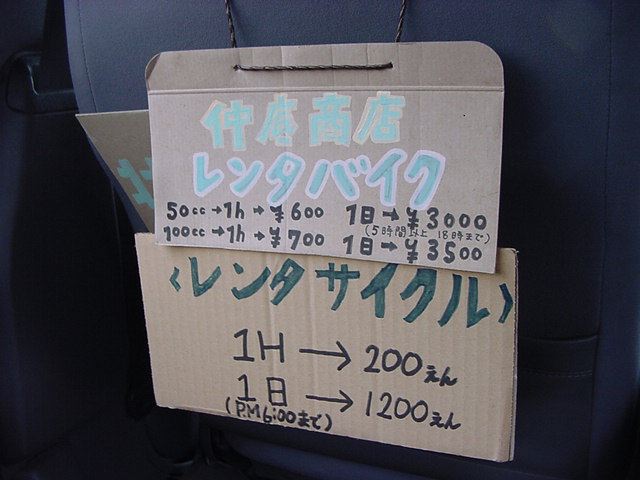 仲庵商店
レンタバイク
50cc→1h→¥600 1日→¥3000
(5時間以上 18時まで)
100cc→1h→¥700 1日→¥3500
<レンタサイクル>
1H→200えん
1日→1200えん
(P.M6:00まで)